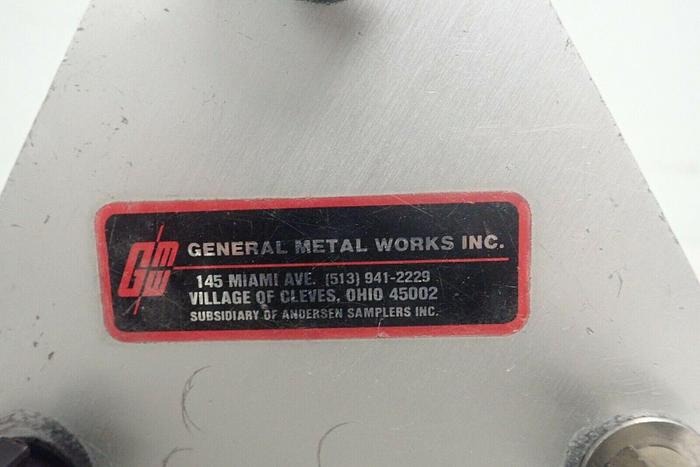 GMW
GENERAL METAL WORKS INC.
145 MIAMI AVE. (513) 941-2229
VILLAGE OF CLEVES, OHIO 45002
SUBSIDIARY OF ANDERSEN SAMPLERS INC.